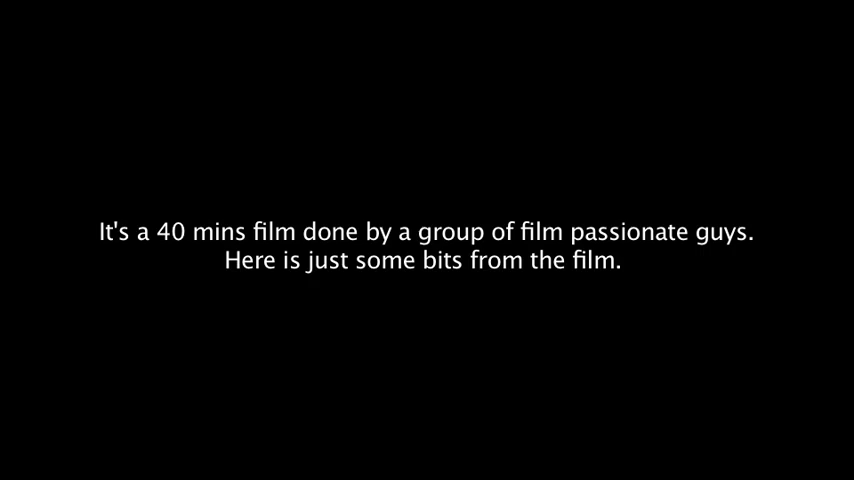 It's a 40 mins film done by a group of film passionate guys.
Here is just some bits from the film.